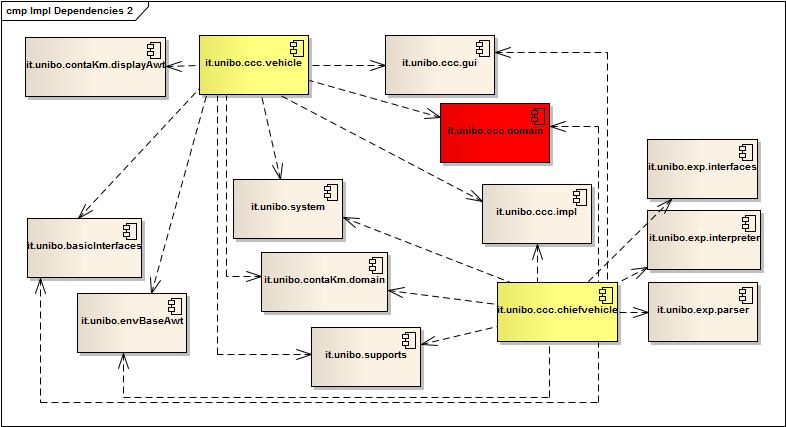 cmp Impl Dependencies 2
it.unibo.contaKm.displayAwt
it.unibo.ccc.vehicle
it.unibo.ccc.gui
it.unibo.ccc.domain
it.unibo.exp.interfaces
it.unibo.system
it.unibo.ccc.impl
it.unibo.basicInterfaces
it.unibo.exp.interpreter
it.unibo.contaKm.domain
it.unibo.envBaseAwt
it.unibo.ccc.chiefvehicle
it.unibo.exp.parser
it.unibo.supports